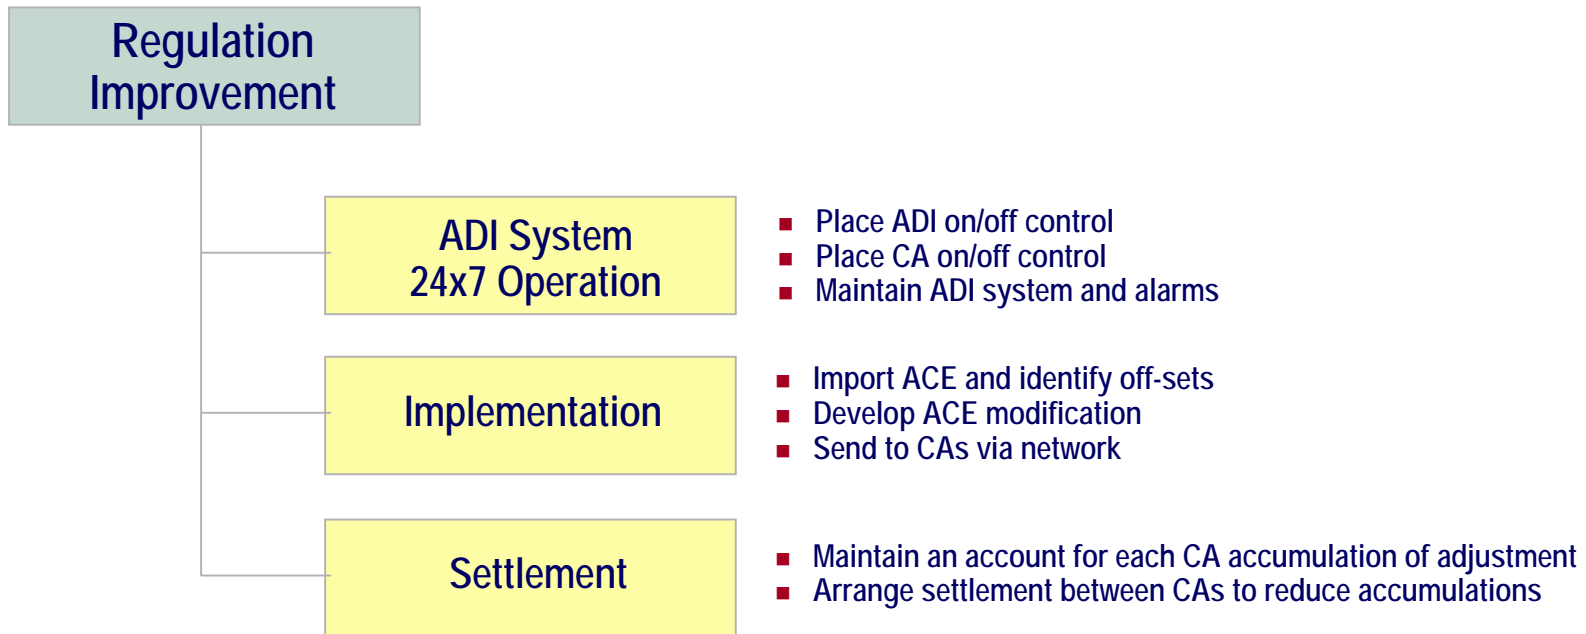 Regulation
Improvement
ADI System
24x7 Operation
■ Place ADI on/off control
■ Place CA on/off control
■ Maintain ADI system and alarms
Implementation
■ Import ACE and identify off-sets
■ Develop ACE modification
■ Send to CAs via network
Settlement
■ Maintain an account for each CA accumulation of adjustment
■ Arrange settlement between CAs to reduce accumulations